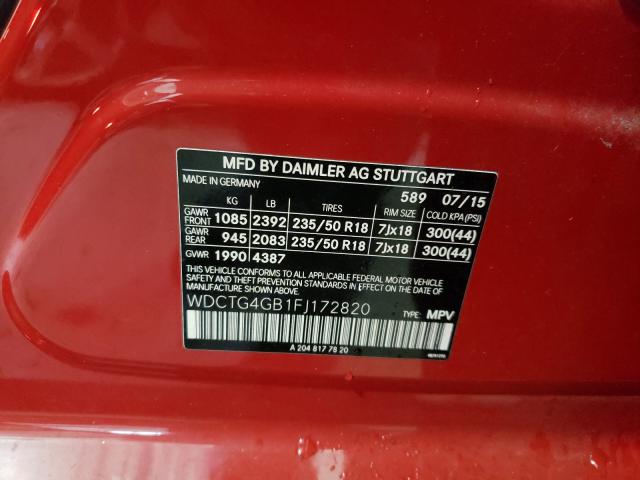 MFD BY DAIMLER AG STUTTGART
MADE IN GERMANY 589 07/15
KG LB TIRES RIM SIZE COLD KPA(PSI)
GAWR FRONT 1085 2392 235/50 R18 7Jx18 300(44)
GAWR REAR 945 2083 235/50 R18 7Jx18 300(44)
GVWR 1990 4387
THIS VEHICLE CONFORMS TO ALL APPLICABLE FEDERAL MOTOR VEHICLE
SAFETY AND THEFT PREVENTION STANDARDS IN EFFECT ON THE DATE OF
MANUFACTURE SHOWN ABOVE.
WDCTG4GB1FJ172820 TYPE: MPV
A 204 817 78 20